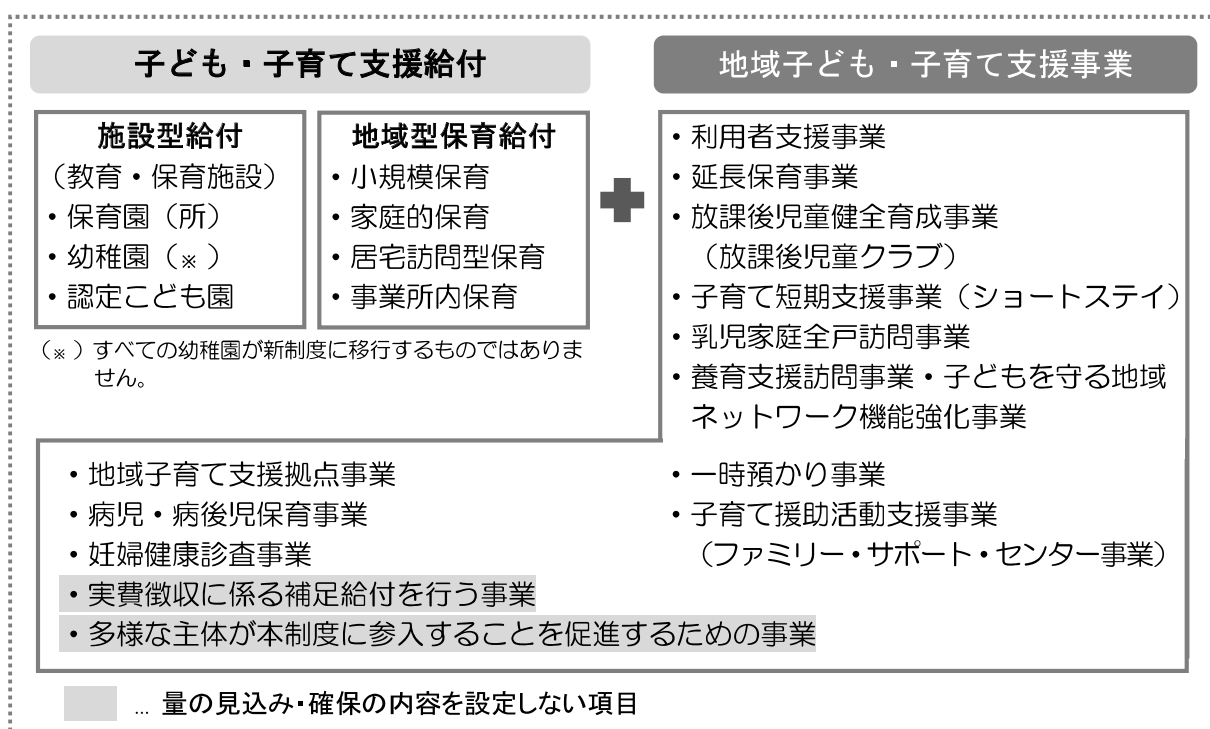 子ども・子育て支援給付
施設型給付
（教育・保育施設）
・保育園（所）
・幼稚園（※）
・認定こども園
地域型保育給付
・小規模保育
・家庭的保育
・居宅訪問型保育
・事業所内保育
（※）すべての幼稚園が新制度に移行するものではありま
せん。
地域子ども・子育て支援事業
・利用者支援事業
・延長保育事業
・放課後児童健全育成事業
（放課後児童クラブ）
・子育て短期支援事業（ショートステイ）
・乳児家庭全戸訪問事業
・養育支援訪問事業・子どもを守る地域
ネットワーク機能強化事業
・地域子育て支援拠点事業
・病児・病後児保育事業
・妊婦健康診査事業
・実費徴収に係る補足給付を行う事業
・多様な主体が本制度に参入することを促進するための事業
・一時預かり事業
・子育て援助活動支援事業
（ファミリー・サポート・センター事業）
… 量の見込み・確保の内容を設定しない項目